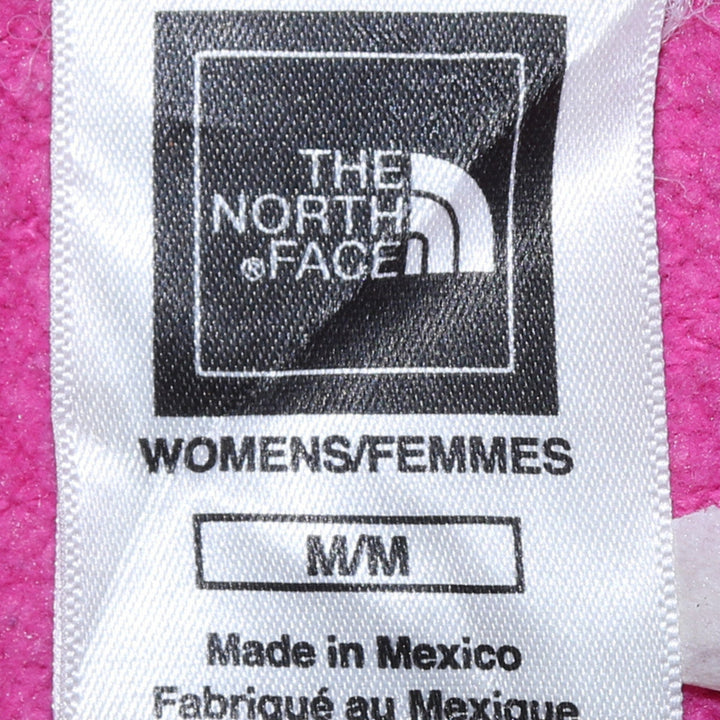 THE
NORTH
®FACE
WOMENS/FEMMES
M/M
Made in Mexico
Fabriqué au Mexique